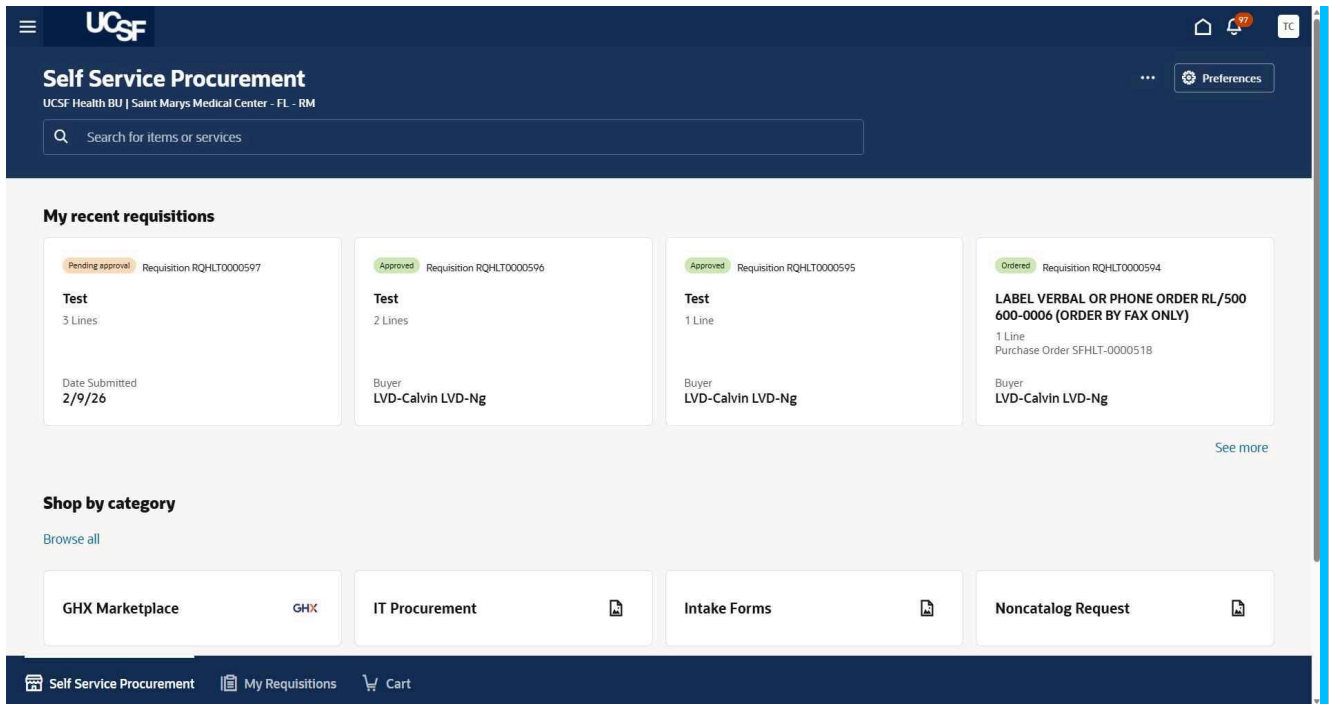 UCSF
97
TC
Self Service Procurement
Preferences
UCSF Health BU | Saint Marys Medical Center - FL - RM
Search for items or services
My recent requisitions
Pending approval Requisition RQHLT0000597
Test
3 Lines
Date Submitted
2/9/26
Approved Requisition RQHLT0000596
Test
2 Lines
Buyer
LVD-Calvin LVD-Ng
Approved Requisition RQHLT0000595
Test
1 Line
Buyer
LVD-Calvin LVD-Ng
Ordered Requisition RQHLT0000594
LABEL VERBAL OR PHONE ORDER RL/500
600-0006 (ORDER BY FAX ONLY)
1 Line
Purchase Order SFHLT-0000518
Buyer
LVD-Calvin LVD-Ng
See more
Shop by category
Browse all
GHX Marketplace GHX
IT Procurement
Intake Forms
Noncatalog Request
Self Service Procurement My Requisitions Cart